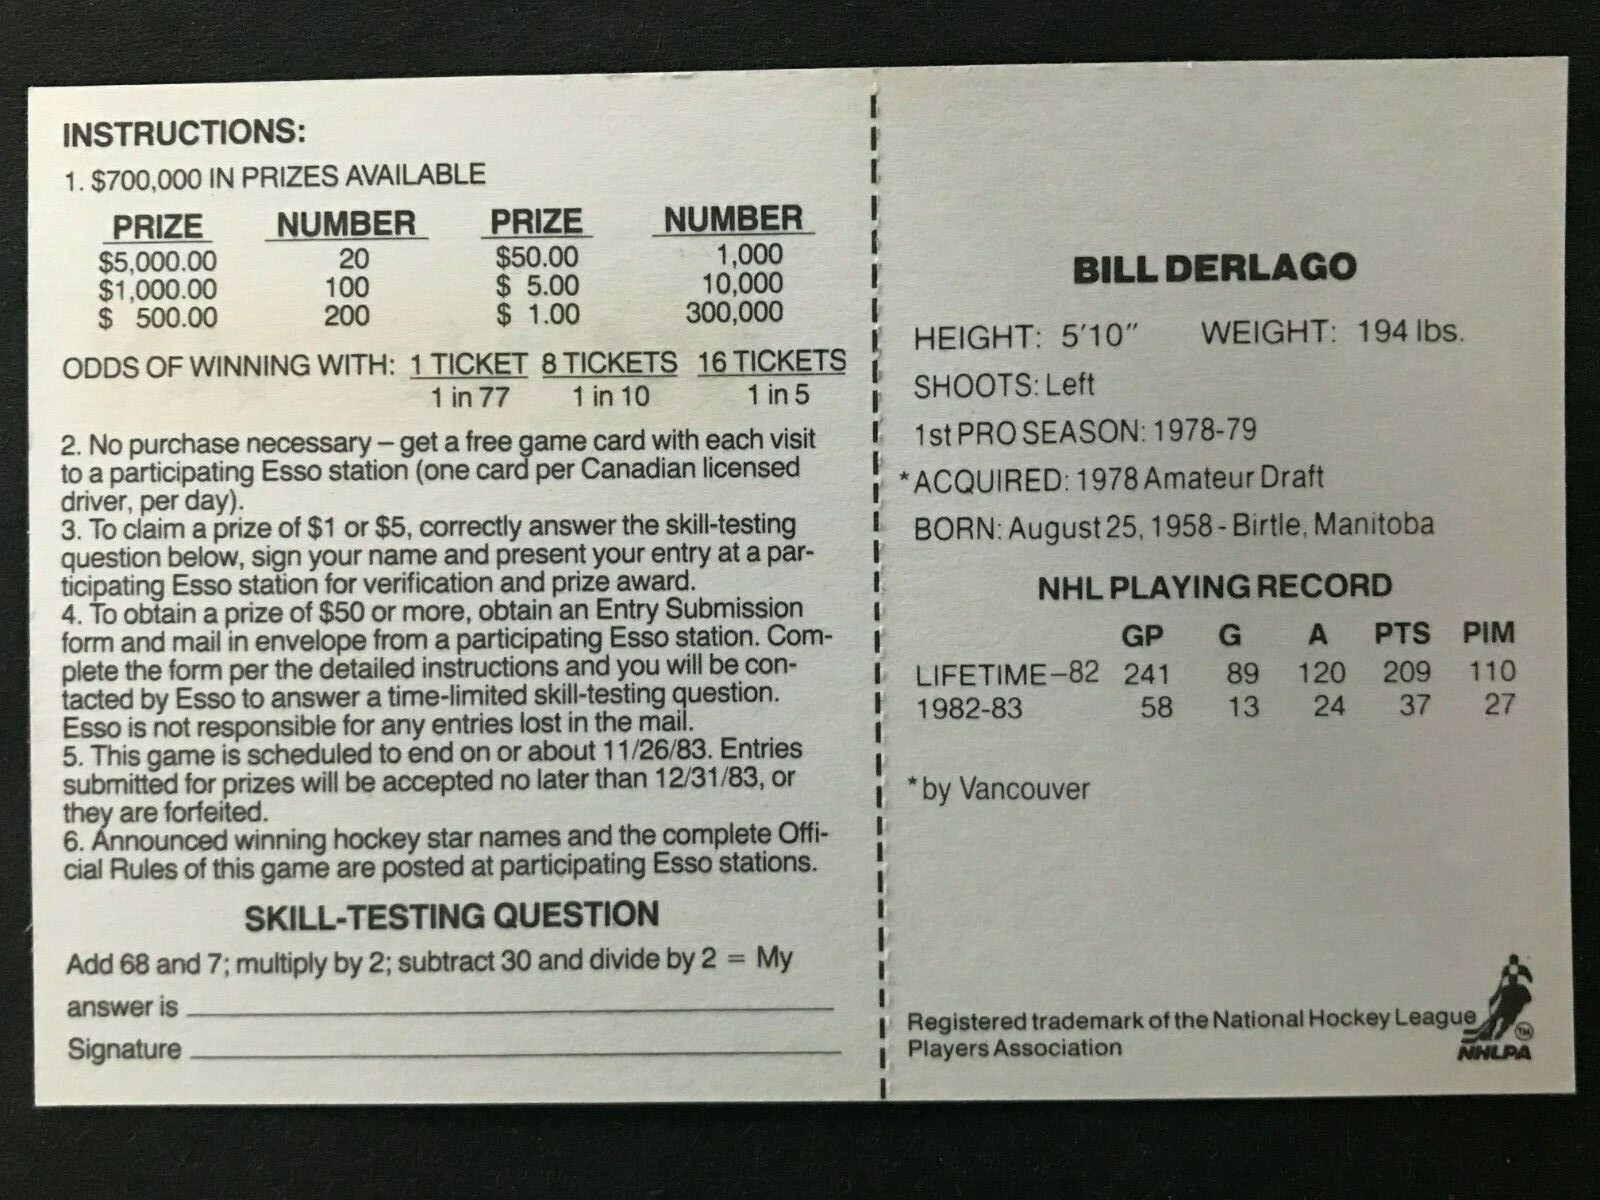 INSTRUCTIONS:
1. $700,000 IN PRIZES AVAILABLE
PRIZE NUMBER PRIZE NUMBER
$5,000.00 20 $50.00 1,000
$1,000.00 100 $ 5.00 10,000
$ 500.00 200 $ 1.00 300,000
ODDS OF WINNING WITH: 1 TICKET 8 TICKETS 16 TICKETS
1 in 77 1 in 10 1 in 5
2. No purchase necessary – get a free game card with each visit
to a participating Esso station (one card per Canadian licensed
driver, per day).
3. To claim a prize of $1 or $5, correctly answer the skill-testing
question below, sign your name and present your entry at a par-
ticipating Esso station for verification and prize award.
4. To obtain a prize of $50 or more, obtain an Entry Submission
form and mail in envelope from a participating Esso station. Com-
plete the form per the detailed instructions and you will be con-
tacted by Esso to answer a time-limited skill-testing question.
Esso is not responsible for any entries lost in the mail.
5. This game is scheduled to end on or about 11/26/83. Entries
submitted for prizes will be accepted no later than 12/31/83, or
they are forfeited.
6. Announced winning hockey star names and the complete Offi-
cial Rules of this game are posted at participating Esso stations.
SKILL-TESTING QUESTION
Add 68 and 7; multiply by 2; subtract 30 and divide by 2 = My
answer is
Signature
BILL DERLAGO
HEIGHT: 5'10" WEIGHT: 194 lbs.
SHOOTS: Left
1st PRO SEASON: 1978-79
*ACQUIRED: 1978 Amateur Draft
BORN: August 25, 1958 - Birtle, Manitoba
NHL PLAYING RECORD
GP G A PTS PIM
LIFETIME–82 241 89 120 209 110
1982-83 58 13 24 37 27
*by Vancouver
Registered trademark of the National Hockey League
Players Association
TM
NHLPA